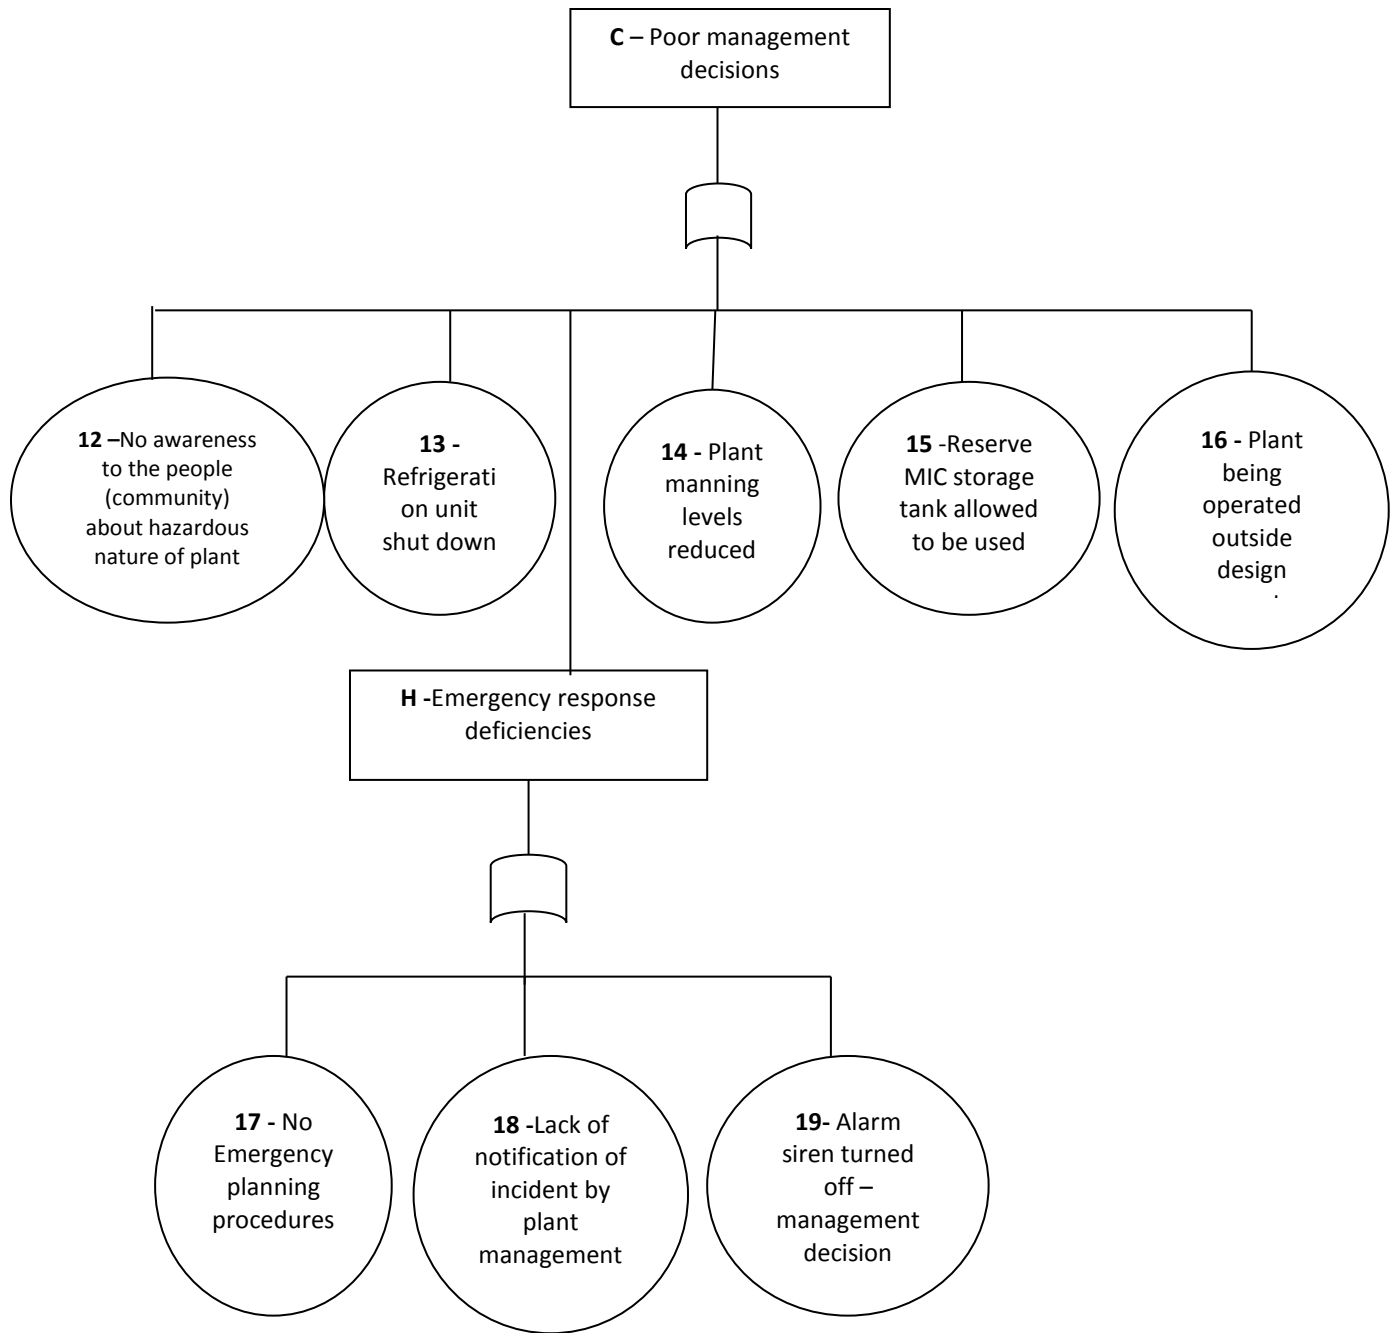 C – Poor management
decisions
12 –No awareness
to the people
(community)
about hazardous
nature of plant
13 -
Refrigerati
on unit
shut down
14 - Plant
manning
levels
reduced
15 -Reserve
MIC storage
tank allowed
to be used
16 - Plant
being
operated
outside
design
H -Emergency response
deficiencies
17 - No
Emergency
planning
procedures
18 -Lack of
notification of
incident by
plant
management
19- Alarm
siren turned
off –
management
decision